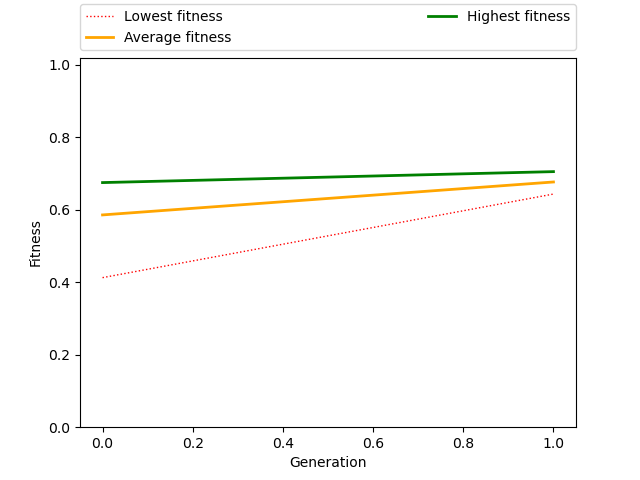 Lowest fitness
Average fitness
Highest fitness
1.0
0.8
0.6
0.4
0.2
0.0
Fitness
0.0 0.2 0.4 0.6 0.8 1.0
Generation